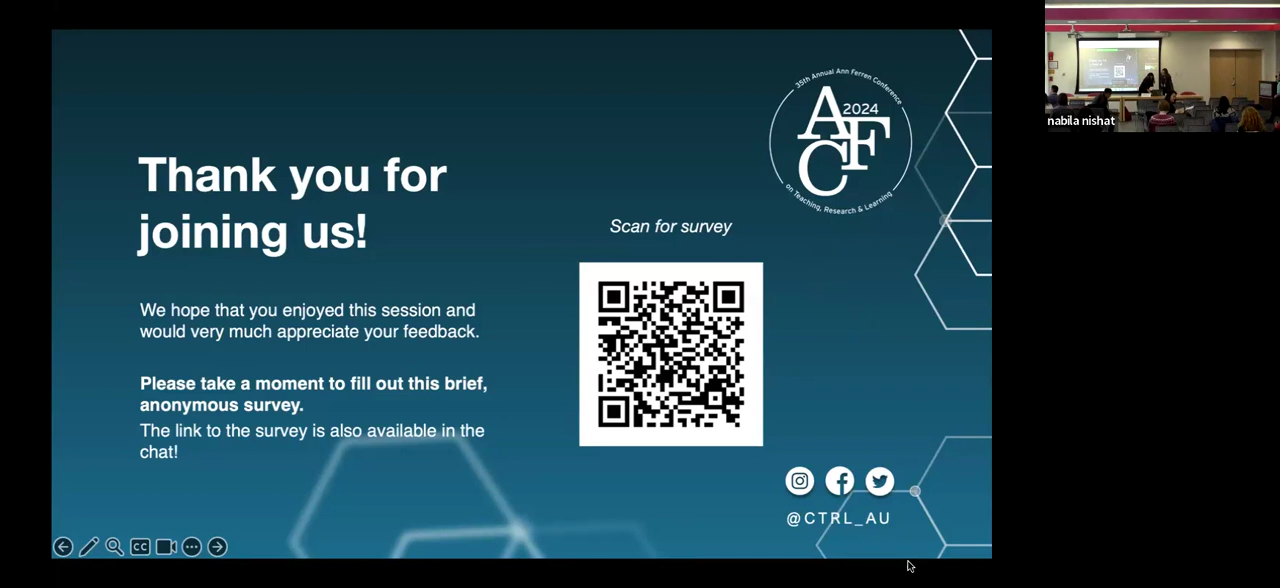 35th Annual Ann Ferren Conference
2024
AFC
on Teaching, Research & Learning
Thank you for
joining us!
Scan for survey
We hope that you enjoyed this session and
would very much appreciate your feedback.
Please take a moment to fill out this brief,
anonymous survey.
The link to the survey is also available in the
chat!
@CTRL_AU
CC
nabila nishat